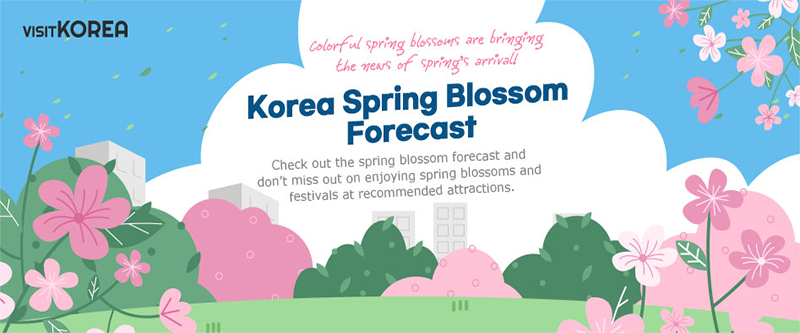 VISITKOREA
Colorful spring blossoms are bringing
the news of spring's arrival!
Korea Spring Blossom
Forecast
Check out the spring blossom forecast and
don't miss out on enjoying spring blossoms and
festivals at recommended attractions.